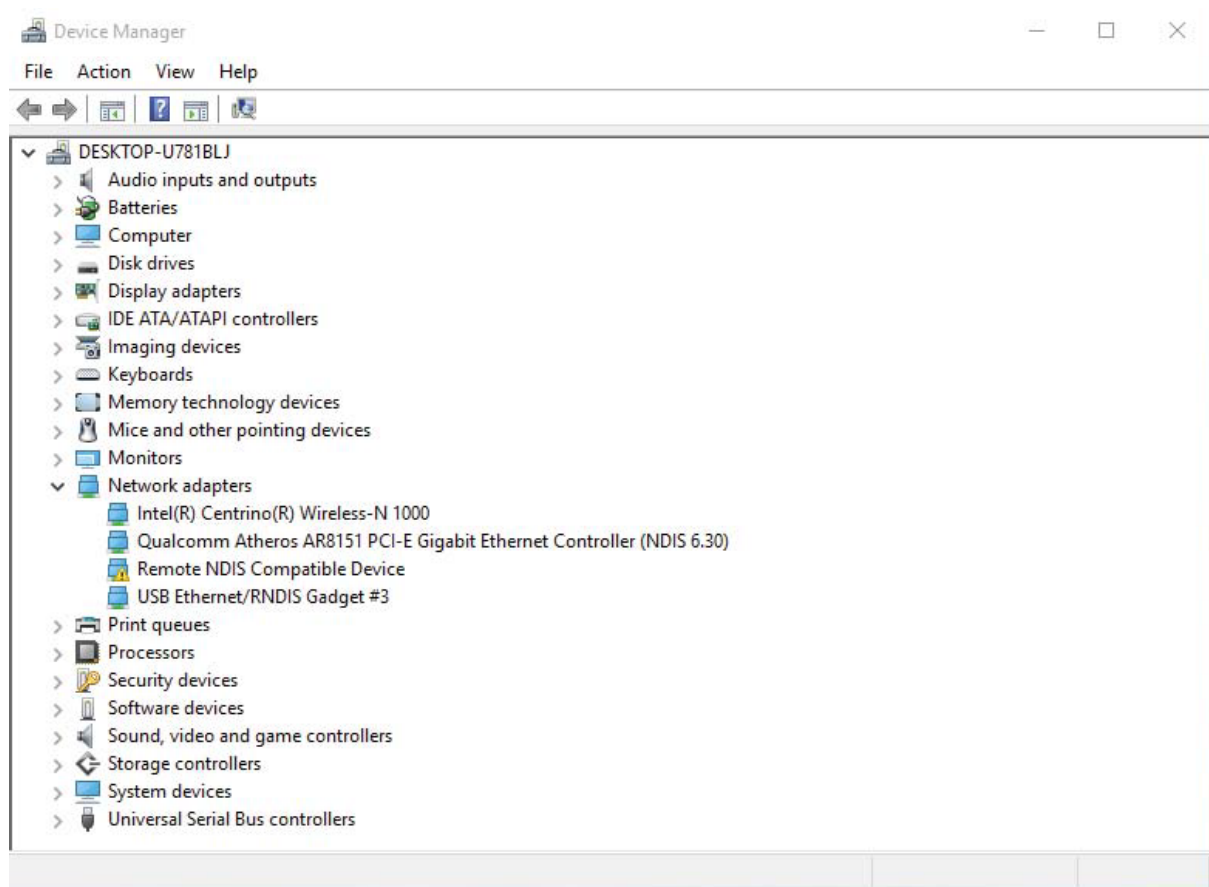 Device Manager
File Action View Help
DESKTOP-U781BLJ
Audio inputs and outputs
Batteries
Computer
Disk drives
Display adapters
IDE ATA/ATAPI controllers
Imaging devices
Keyboards
Memory technology devices
Mice and other pointing devices
Monitors
Network adapters
Intel(R) Centrino(R) Wireless-N 1000
Qualcomm Atheros AR8151 PCI-E Gigabit Ethernet Controller (NDIS 6.30)
Remote NDIS Compatible Device
USB Ethernet/RNDIS Gadget #3
Print queues
Processors
Security devices
Software devices
Sound, video and game controllers
Storage controllers
System devices
Universal Serial Bus controllers